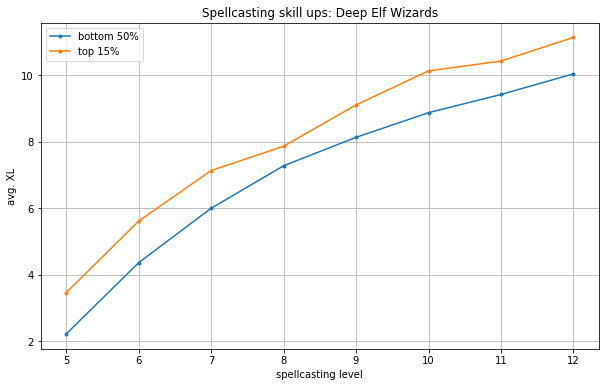 Spellcasting skill ups: Deep Elf Wizards
bottom 50%
top 15%
10
8
6
4
2
avg. XL
5 6 7 8 9 10 11 12
spellcasting level